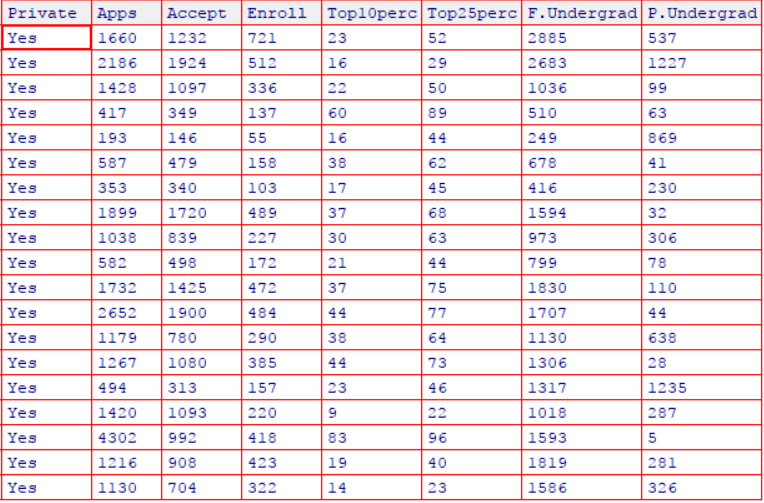 Private Apps Accept Enroll Top10perc Top25perc F.Undergrad P.Undergrad
Yes 1660 1232 721 23 52 2885 537
Yes 2186 1924 512 16 29 2683 1227
Yes 1428 1097 336 22 50 1036 99
Yes 417 349 137 60 89 510 63
Yes 193 146 55 16 44 249 869
Yes 587 479 158 38 62 678 41
Yes 353 340 103 17 45 416 230
Yes 1899 1720 489 37 68 1594 32
Yes 1038 839 227 30 63 973 306
Yes 582 498 172 21 44 799 78
Yes 1732 1425 472 37 75 1830 110
Yes 2652 1900 484 44 77 1707 44
Yes 1179 780 290 38 64 1130 638
Yes 1267 1080 385 44 73 1306 28
Yes 494 313 157 23 46 1317 1235
Yes 1420 1093 220 9 22 1018 287
Yes 4302 992 418 83 96 1593 5
Yes 1216 908 423 19 40 1819 281
Yes 1130 704 322 14 23 1586 326